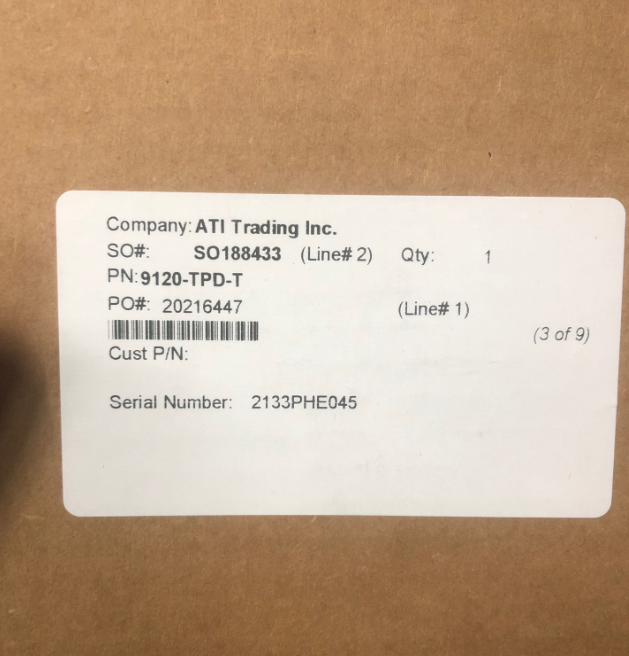 Company: ATI Trading Inc.
SO#: SO188433 (Line# 2) Qty: 1
PN: 9120-TPD-T
PO#: 20216447 (Line# 1)
(3 of 9)
Cust P/N:
Serial Number: 2133PHE045